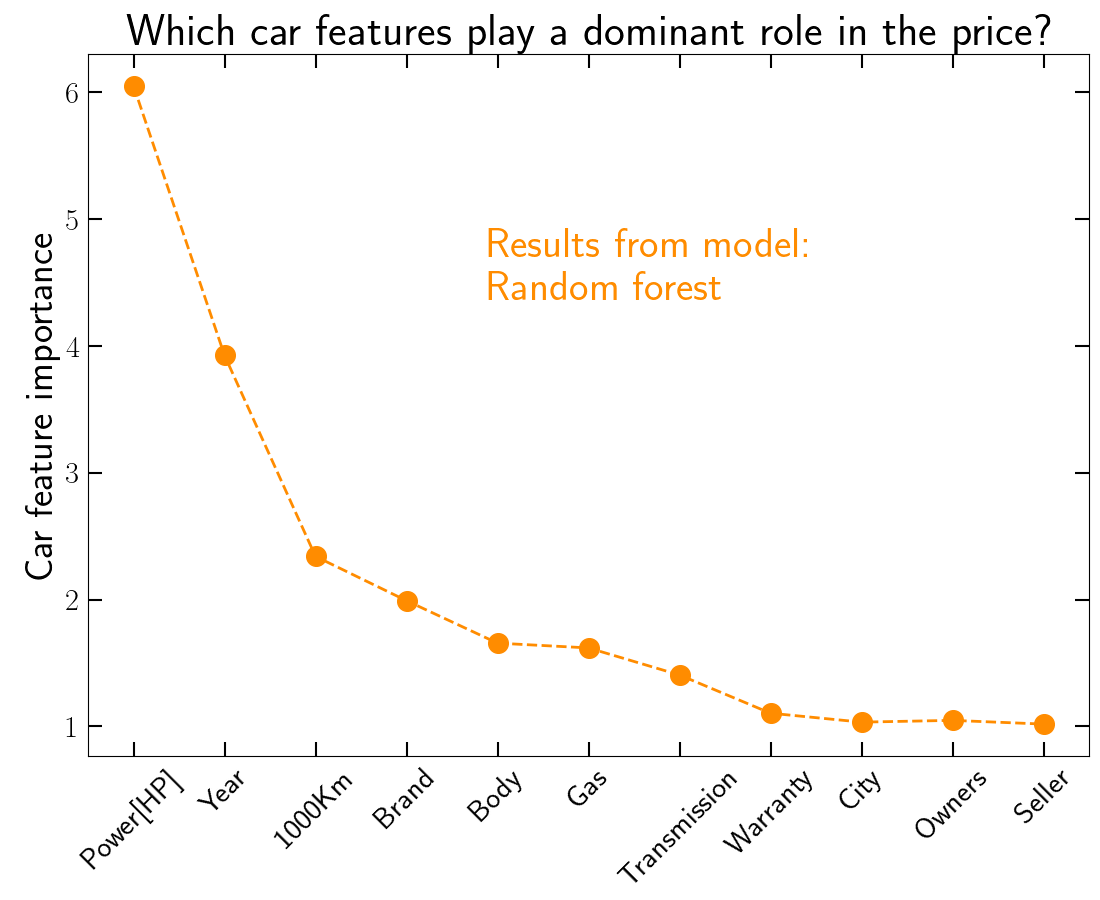 Which car features play a dominant role in the price?
Car feature importance
6
5
4
3
2
1
Results from model:
Random forest
Power[HP]
Year
1000Km
Brand
Body
Gas
Transmission
Warranty
City
Owners
Seller